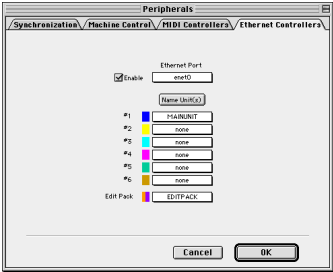 Peripherals
Synchronization Machine Control MIDI Controllers Ethernet Controllers
Ethernet Port
Enable enet0
Name Unit(s)
#1 MAINUNIT
#2 none
#3 none
#4 none
#5 none
#6 none
Edit Pack EDITPACK
Cancel OK